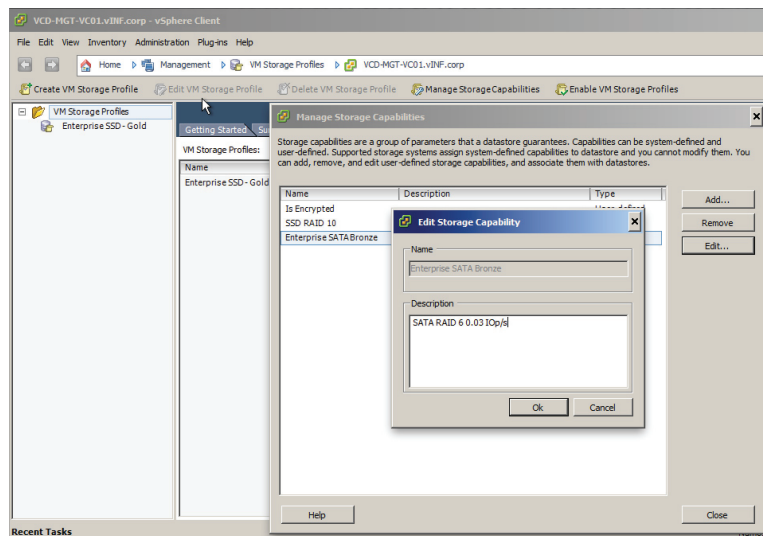 VCD-MGT-VC01.vINF.corp - vSphere Client
File Edit View Inventory Administration Plug-ins Help
Home Management VM Storage Profiles VCD-MGT-VC01.vINF.corp
Create VM Storage Profile Edit VM Storage Profile Delete VM Storage Profile Manage Storage Capabilities Enable VM Storage Profiles
VM Storage Profiles
Enterprise SSD - Gold
Getting Started
VM Storage Profiles:
Name
Enterprise SSD - Gold
Manage Storage Capabilities
Storage capabilities are a group of parameters that a datastore guarantees. Capabilities can be system-defined and
user-defined. Supported storage systems assign system-defined capabilities to datastore and you cannot modify them. You
can add, remove, and edit user-defined storage capabilities, and associate them with datastores.
Name Description Type
Is Encrypted
SSD RAID 10
Enterprise SATA Bronze
Add...
Remove
Edit...
Edit Storage Capability
Name
Enterprise SATA Bronze
Description
SATA RAID 6 0.03 IOp/s
Ok Cancel
Help Close
Recent Tasks